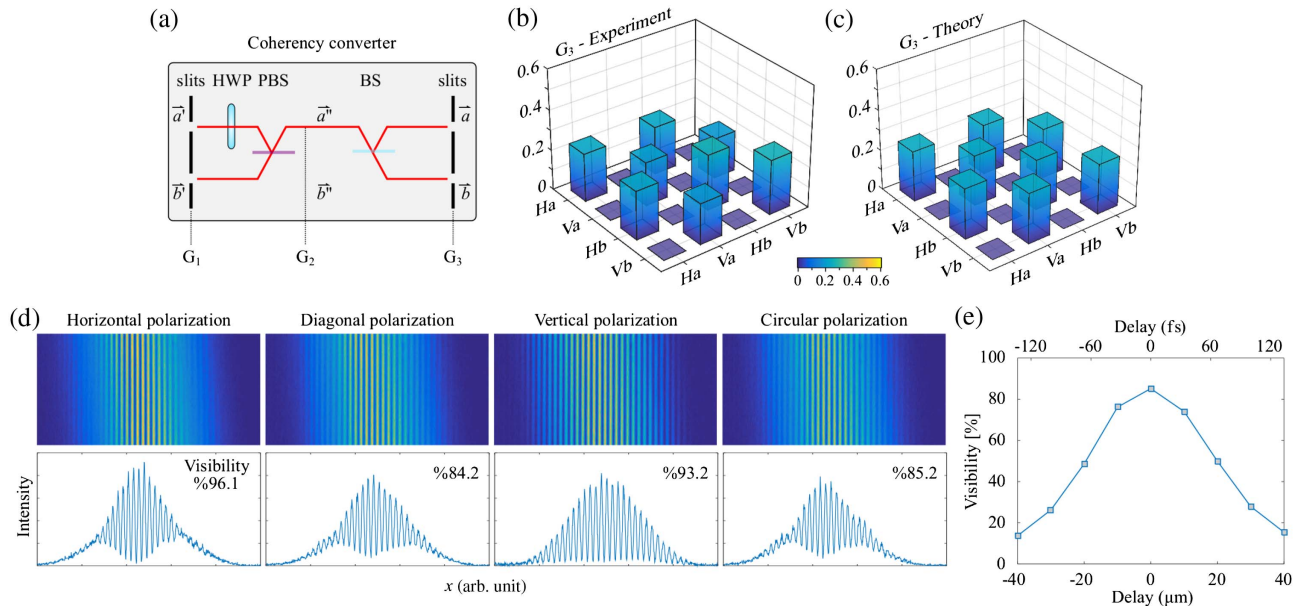 (a)
Coherency converter
slits HWP PBS BS slits
a' a" a
b' b" b
G1 G2 G3
(b)
G3 - Experiment
0.6
0.4
0.2
0
Ha
Va
Hb
Vb
Ha
Va
Hb
Vb
(c)
G3 - Theory
0.6
0.4
0.2
0
Ha
Va
Hb
Vb
Ha
Va
Hb
Vb
0 0.2 0.4 0.6
(d)
Horizontal polarization Diagonal polarization Vertical polarization Circular polarization
Intensity
Visibility
%96.1
%84.2
%93.2
%85.2
x (arb. unit)
(e)
Delay (fs)
-120 -60 0 60 120
Visibility [%]
100
80
60
40
20
0
-40 -20 0 20 40
Delay (μm)